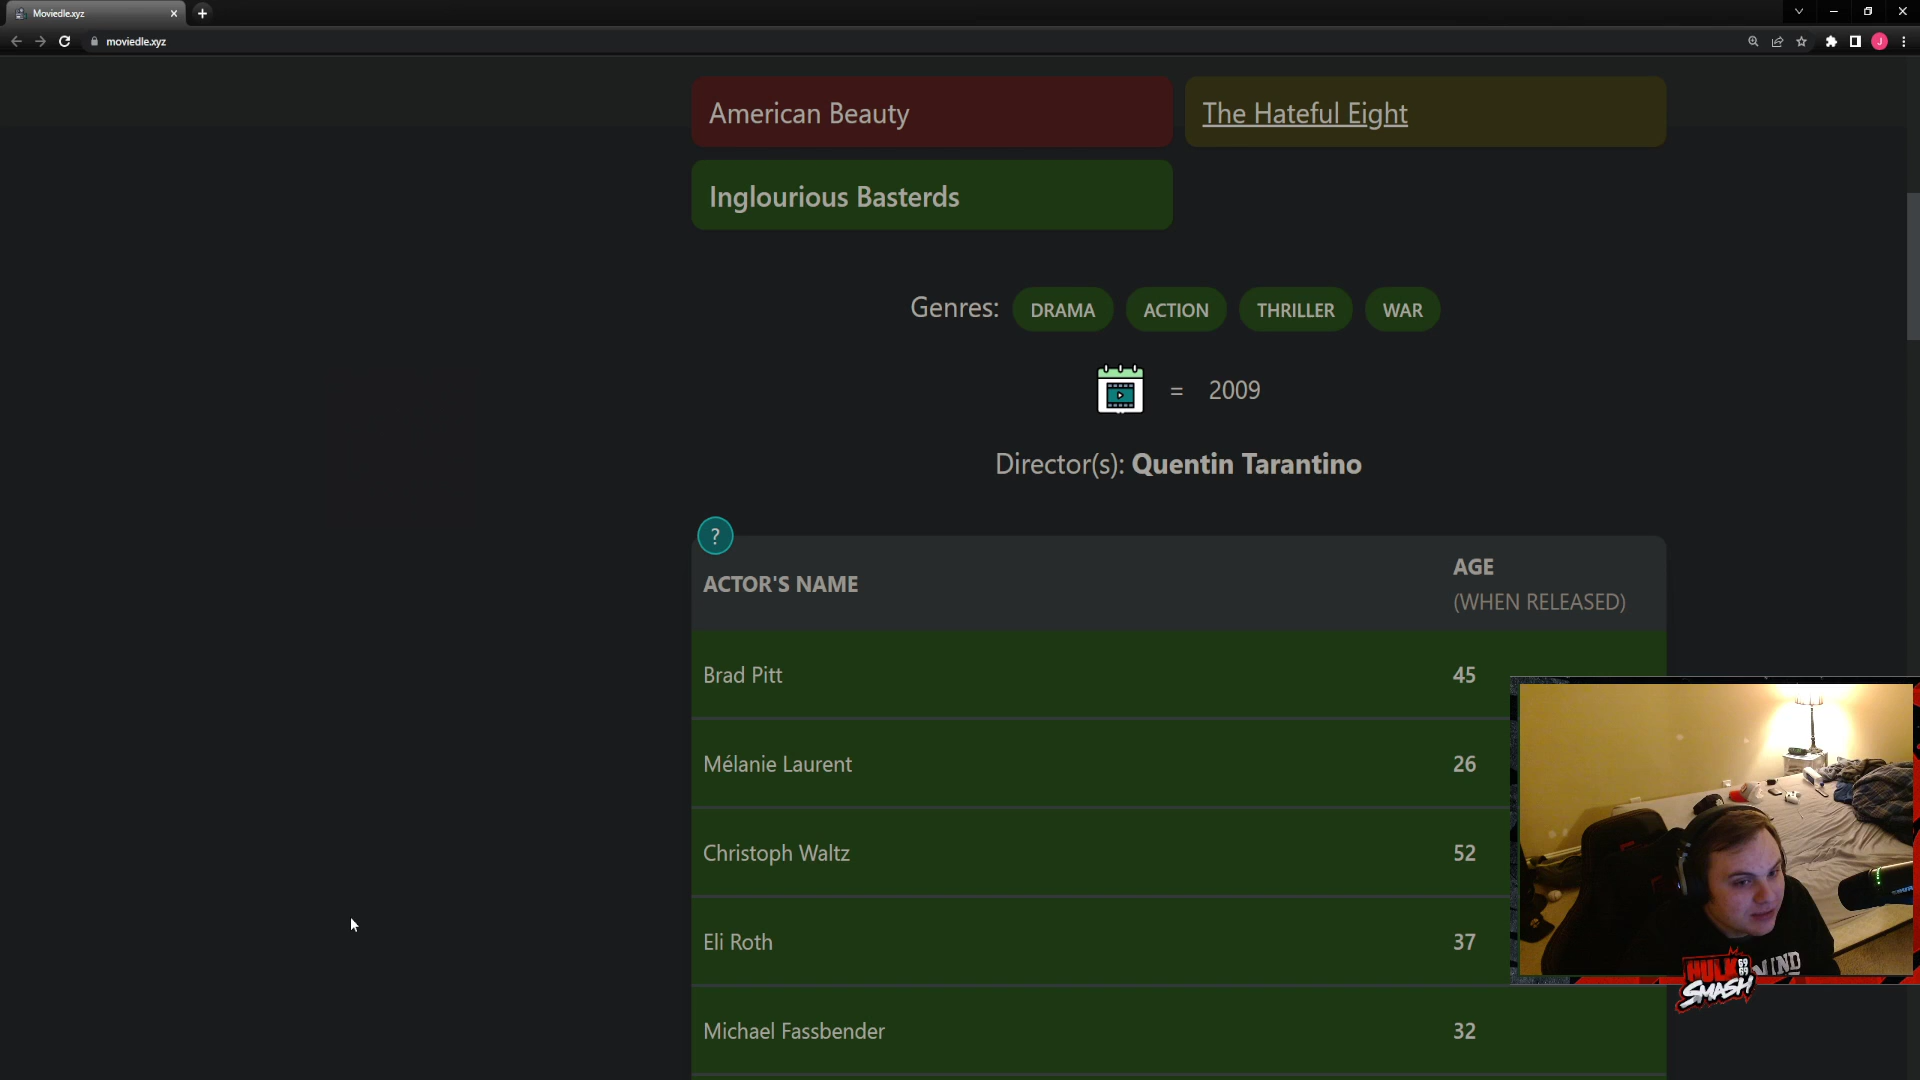 Moviedle.xyz
moviedle.xyz
J
American Beauty
The Hateful Eight
Inglourious Basterds
Genres: DRAMA ACTION THRILLER WAR
= 2009
Director(s): Quentin Tarantino
?
ACTOR'S NAME
AGE
(WHEN RELEASED)
Brad Pitt 45
Mélanie Laurent 26
Christoph Waltz 52
Eli Roth 37
Michael Fassbender 32
HULK
6969
SMASH